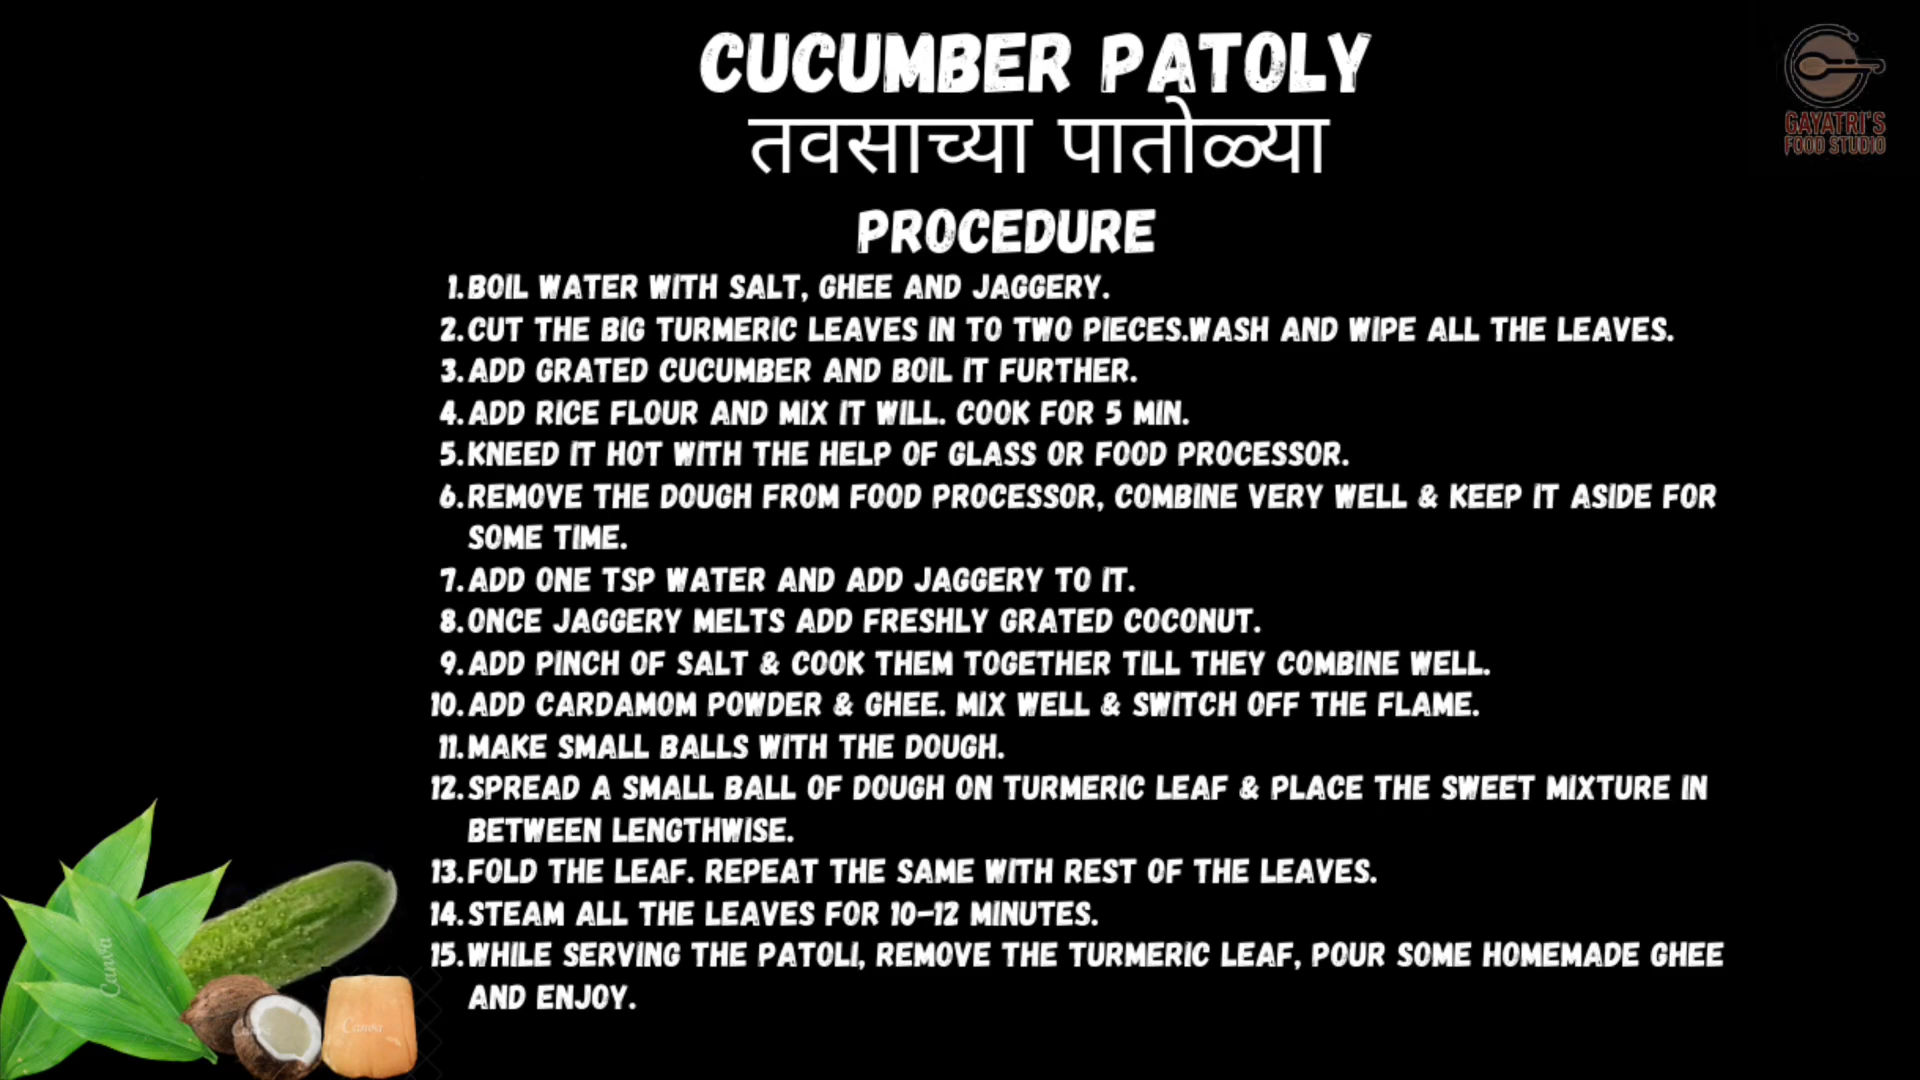 CUCUMBER PATOLY
तवसाच्या पातोळ्या
GAYATRI'S
FOOD STUDIO
PROCEDURE
1. BOIL WATER WITH SALT, GHEE AND JAGGERY.
2. CUT THE BIG TURMERIC LEAVES IN TO TWO PIECES.WASH AND WIPE ALL THE LEAVES.
3. ADD GRATED CUCUMBER AND BOIL IT FURTHER.
4. ADD RICE FLOUR AND MIX IT WILL. COOK FOR 5 MIN.
5. KNEED IT HOT WITH THE HELP OF GLASS OR FOOD PROCESSOR.
6. REMOVE THE DOUGH FROM FOOD PROCESSOR, COMBINE VERY WELL & KEEP IT ASIDE FOR
SOME TIME.
7. ADD ONE TSP WATER AND ADD JAGGERY TO IT.
8. ONCE JAGGERY MELTS ADD FRESHLY GRATED COCONUT.
9. ADD PINCH OF SALT & COOK THEM TOGETHER TILL THEY COMBINE WELL.
10. ADD CARDAMOM POWDER & GHEE. MIX WELL & SWITCH OFF THE FLAME.
11. MAKE SMALL BALLS WITH THE DOUGH.
12. SPREAD A SMALL BALL OF DOUGH ON TURMERIC LEAF & PLACE THE SWEET MIXTURE IN
BETWEEN LENGTHWISE.
13. FOLD THE LEAF. REPEAT THE SAME WITH REST OF THE LEAVES.
14. STEAM ALL THE LEAVES FOR 10-12 MINUTES.
15. WHILE SERVING THE PATOLI, REMOVE THE TURMERIC LEAF, POUR SOME HOMEMADE GHEE
AND ENJOY.
Canva
Canva
Canva